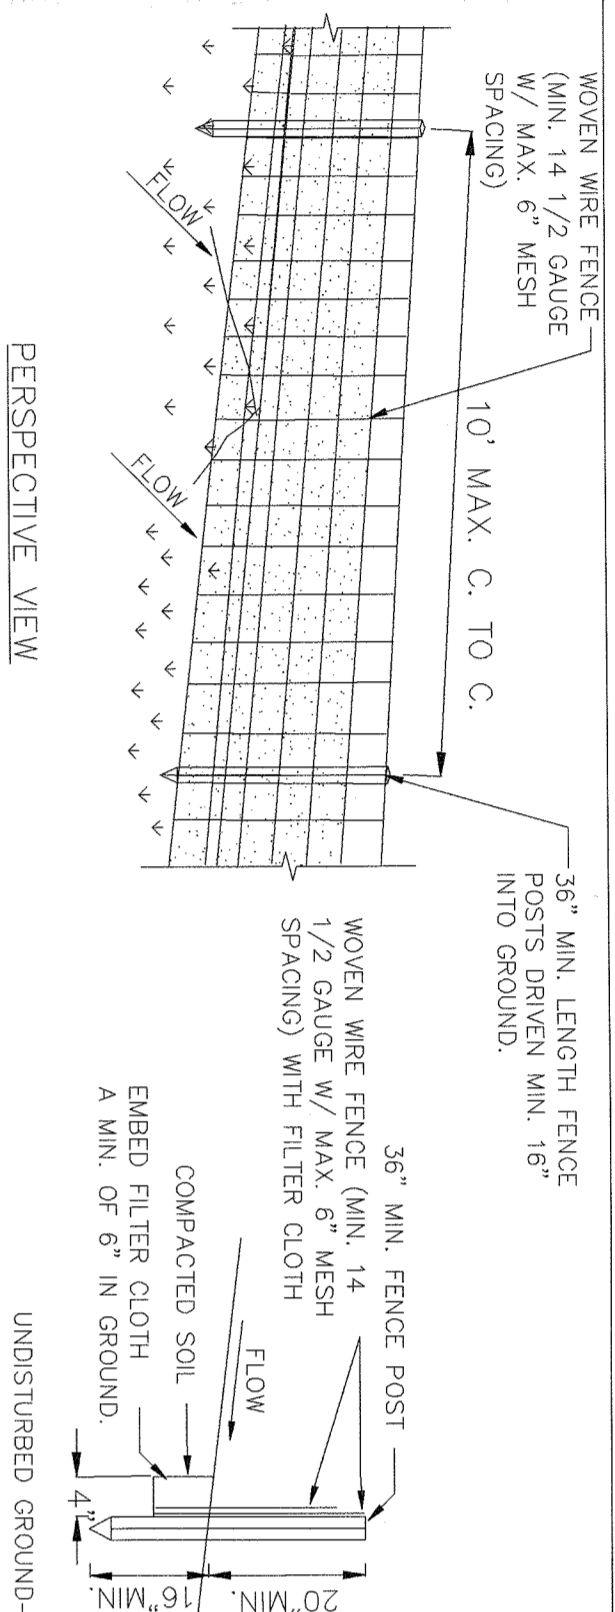 WOVEN WIRE FENCE
(MIN. 14 1/2 GAUGE
W/ MAX. 6" MESH
SPACING)
10' MAX. C. TO C.
36" MIN. LENGTH FENCE
POSTS DRIVEN MIN. 16"
INTO GROUND.
FLOW
FLOW
PERSPECTIVE VIEW
36" MIN. FENCE POST
WOVEN WIRE FENCE (MIN. 14
1/2 GAUGE W/ MAX. 6" MESH
SPACING) WITH FILTER CLOTH
FLOW
COMPACTED SOIL
EMBED FILTER CLOTH
A MIN. OF 6" IN GROUND.
4"
20" MIN.
16" MIN.
UNDISTURBED GROUND